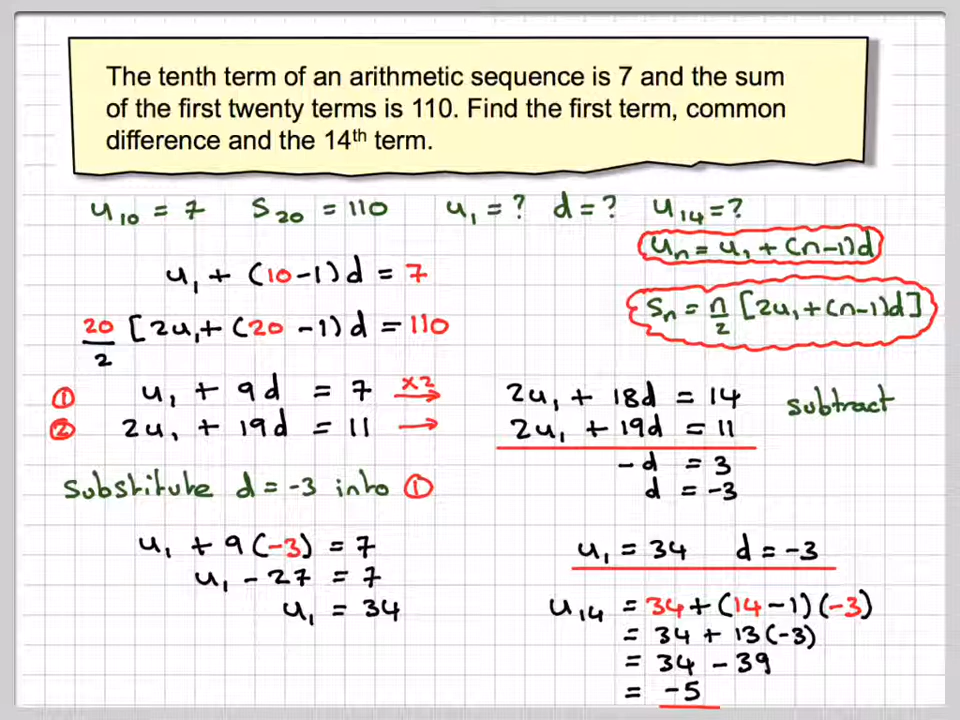 The tenth term of an arithmetic sequence is 7 and the sum
of the first twenty terms is 110. Find the first term, common
difference and the 14th term.
u₁₀ = 7 S₂₀ = 110 u₁ = ? d = ? u₁₄ = ?
uₙ = u₁ + (n-1)d
u₁ + (10-1)d = 7
Sₙ = n/2 [2u₁ + (n-1)d]
20/2 [2u₁ + (20-1)d = 110
① u₁ + 9d = 7 ×2→
② 2u₁ + 19d = 11 →
2u₁ + 18d = 14 subtract
2u₁ + 19d = 11
-d = 3
d = -3
substitute d = -3 into ①
u₁ + 9(-3) = 7
u₁ - 27 = 7
u₁ = 34
u₁ = 34 d = -3
u₁₄ = 34 + (14-1)(-3)
= 34 + 13(-3)
= 34 - 39
= -5